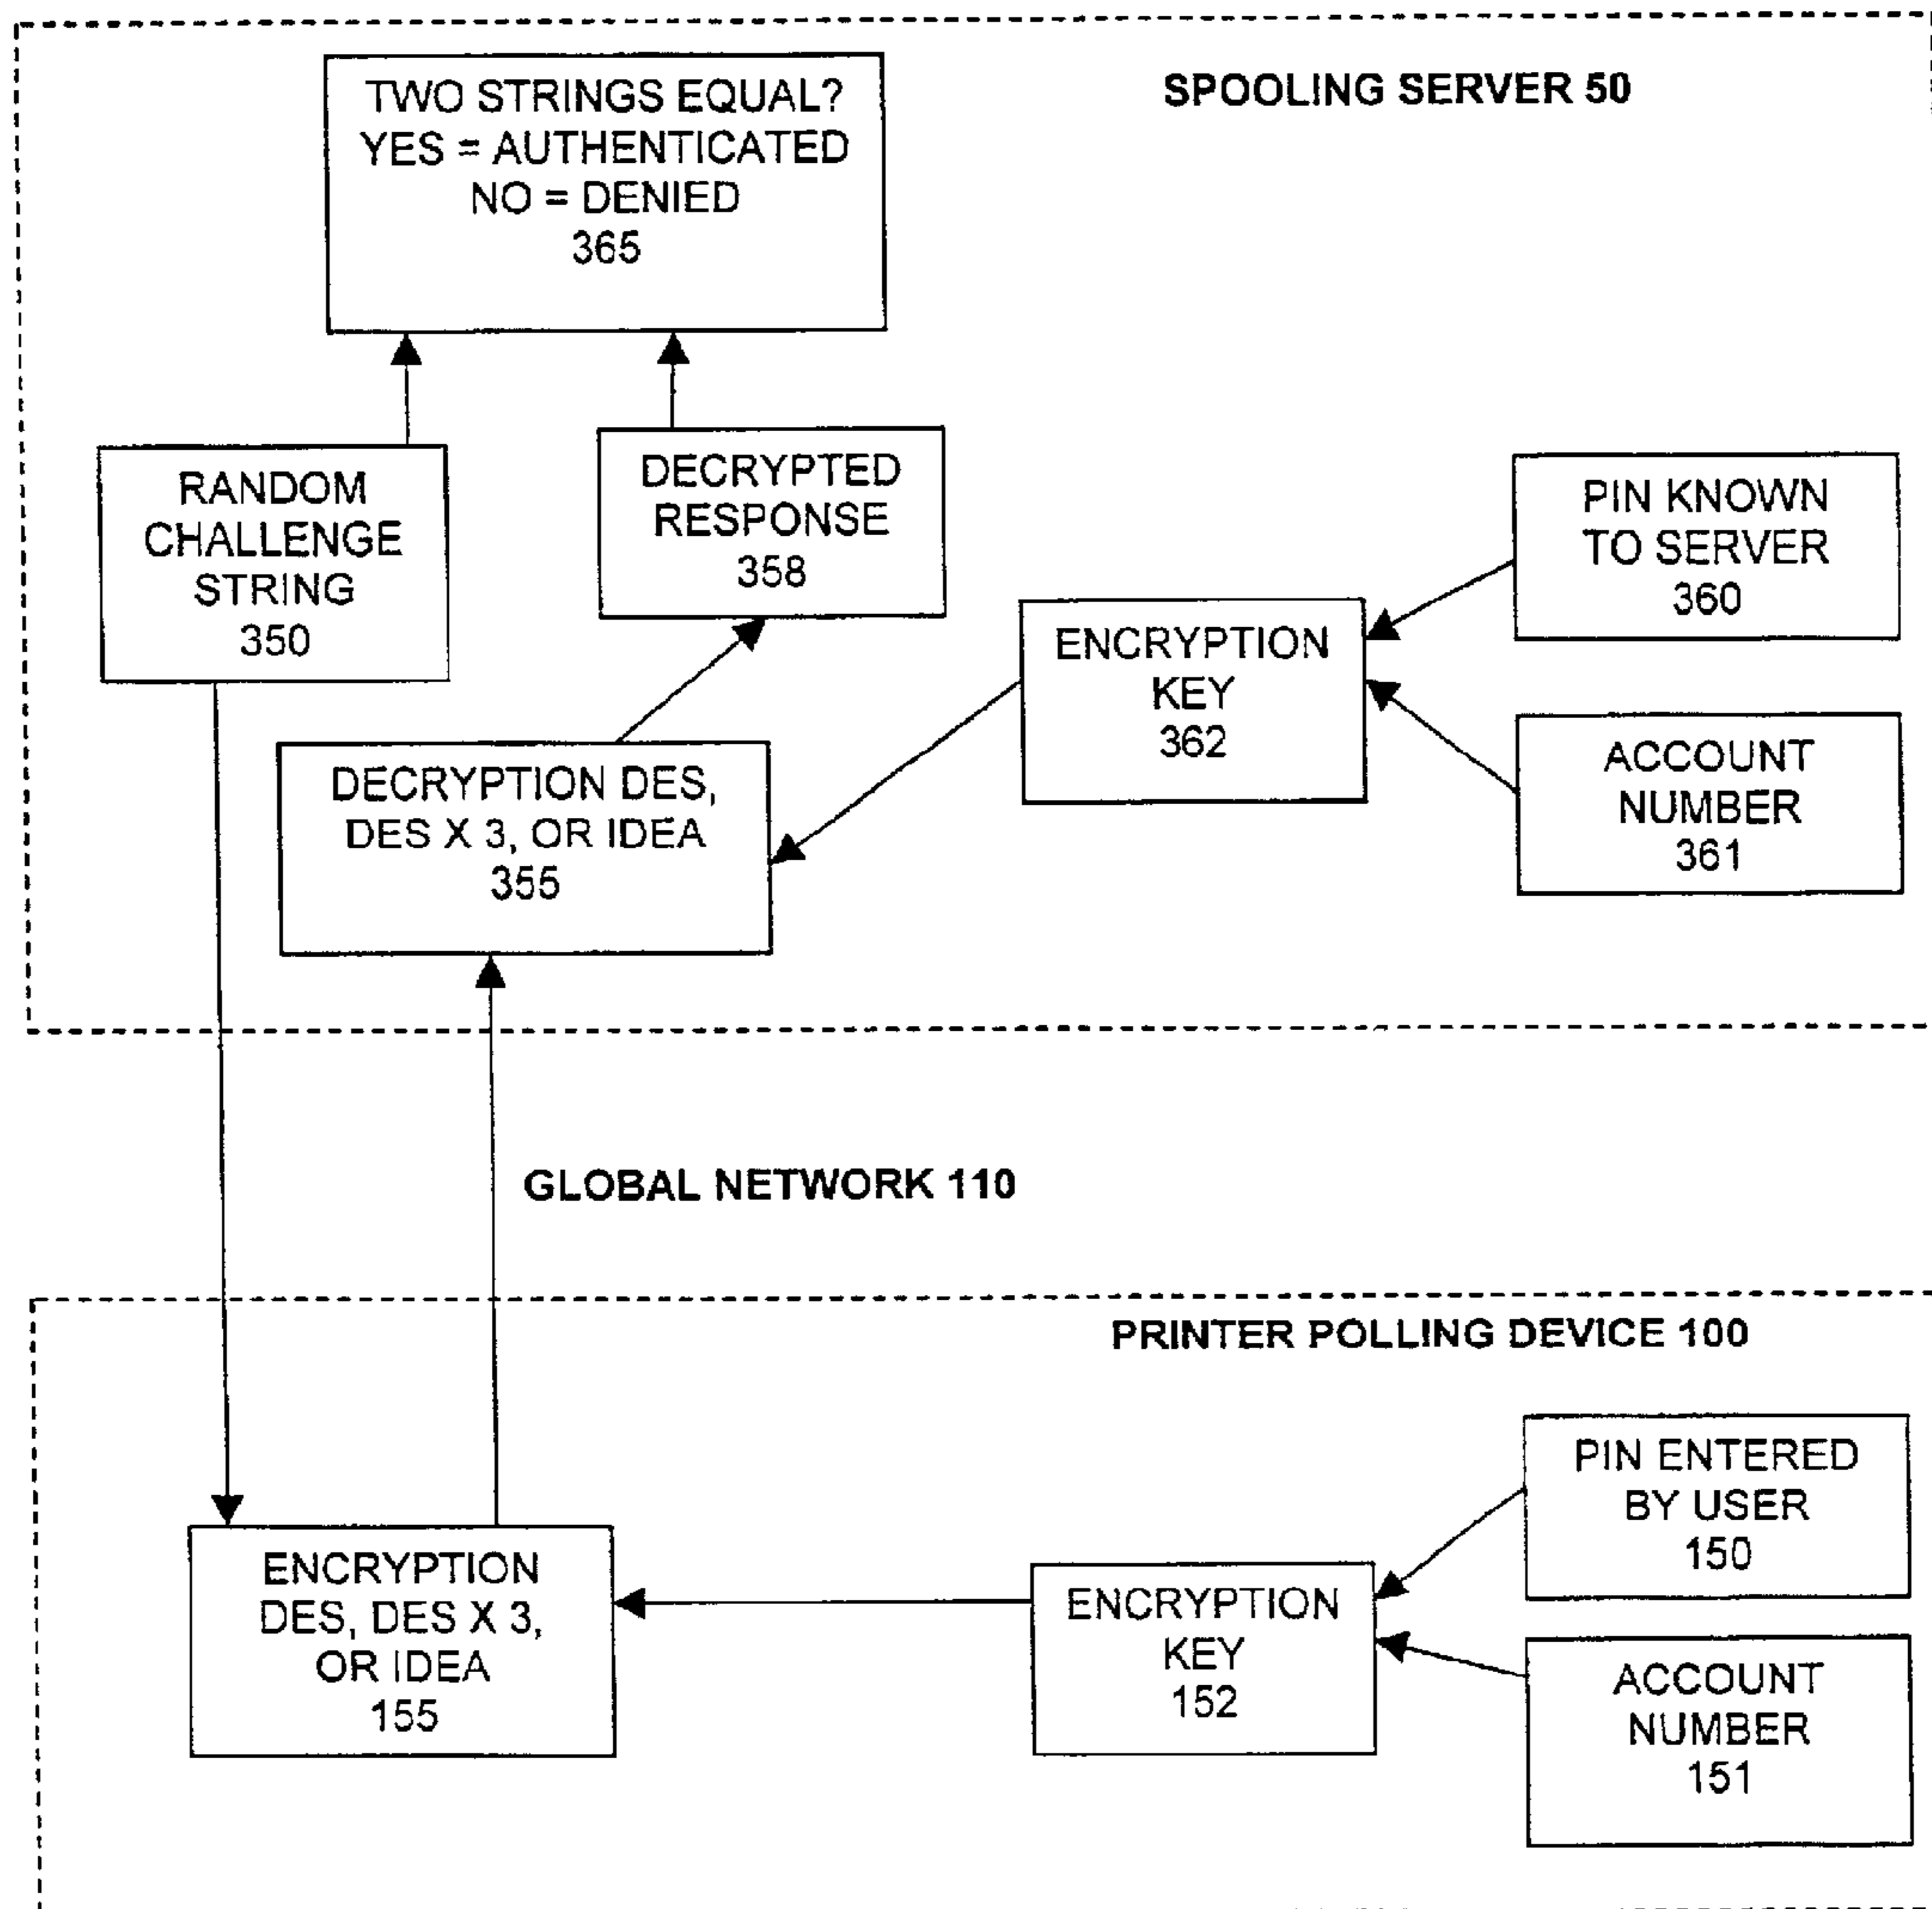 SPOOLING SERVER 50
TWO STRINGS EQUAL?
YES = AUTHENTICATED
NO = DENIED
365
RANDOM
CHALLENGE
STRING
350
DECRYPTED
RESPONSE
358
PIN KNOWN
TO SERVER
360
ENCRYPTION
KEY
362
ACCOUNT
NUMBER
361
DECRYPTION DES,
DES X 3, OR IDEA
355
GLOBAL NETWORK 110
PRINTER POLLING DEVICE 100
PIN ENTERED
BY USER
150
ENCRYPTION
DES, DES X 3,
OR IDEA
155
ENCRYPTION
KEY
152
ACCOUNT
NUMBER
151